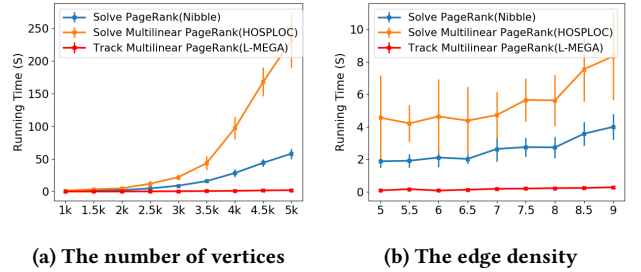 Solve PageRank(Nibble)
Solve Multilinear PageRank(HOSPLOC)
Track Multilinear PageRank(L-MEGA)
Running Time (S)
250
200
150
100
50
0
1k 1.5k 2k 2.5k 3k 3.5k 4k 4.5k 5k
(a) The number of vertices
Solve PageRank(Nibble)
Solve Multilinear PageRank(HOSPLOC)
Track Multilinear PageRank(L-MEGA)
Running Time (S)
10
8
6
4
2
0
5 5.5 6 6.5 7 7.5 8 8.5 9
(b) The edge density